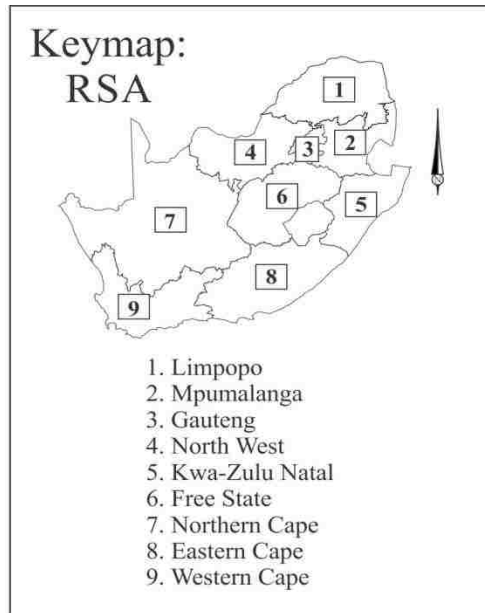 Keymap:
RSA
1
2
3
4
5
6
7
8
9
1. Limpopo
2. Mpumalanga
3. Gauteng
4. North West
5. Kwa-Zulu Natal
6. Free State
7. Northern Cape
8. Eastern Cape
9. Western Cape